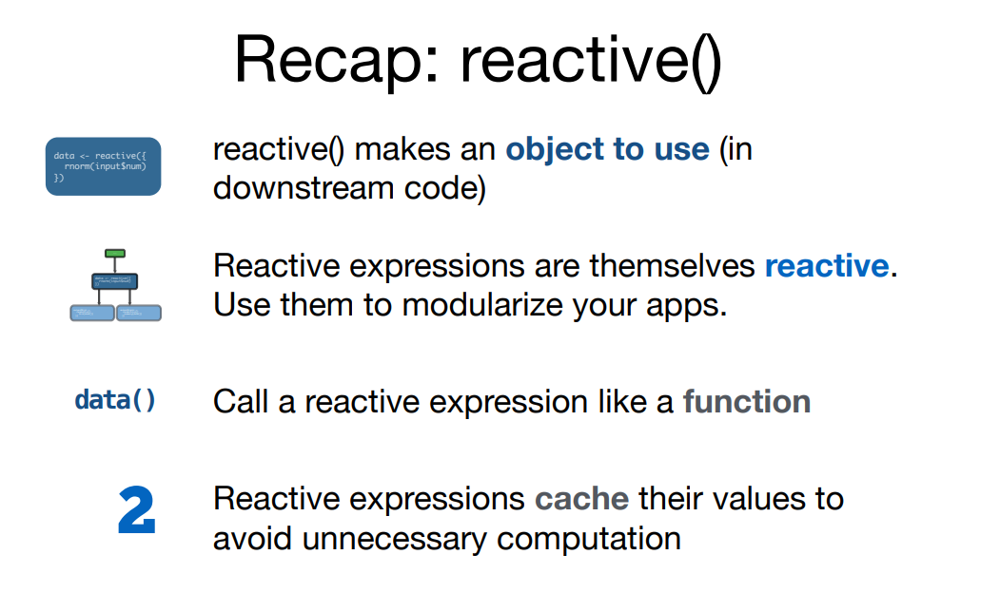 Recap: reactive()
data <- reactive({
rnorm(input$num)
})
reactive() makes an object to use (in
downstream code)
Reactive expressions are themselves reactive.
Use them to modularize your apps.
data()
Call a reactive expression like a function
2
Reactive expressions cache their values to
avoid unnecessary computation